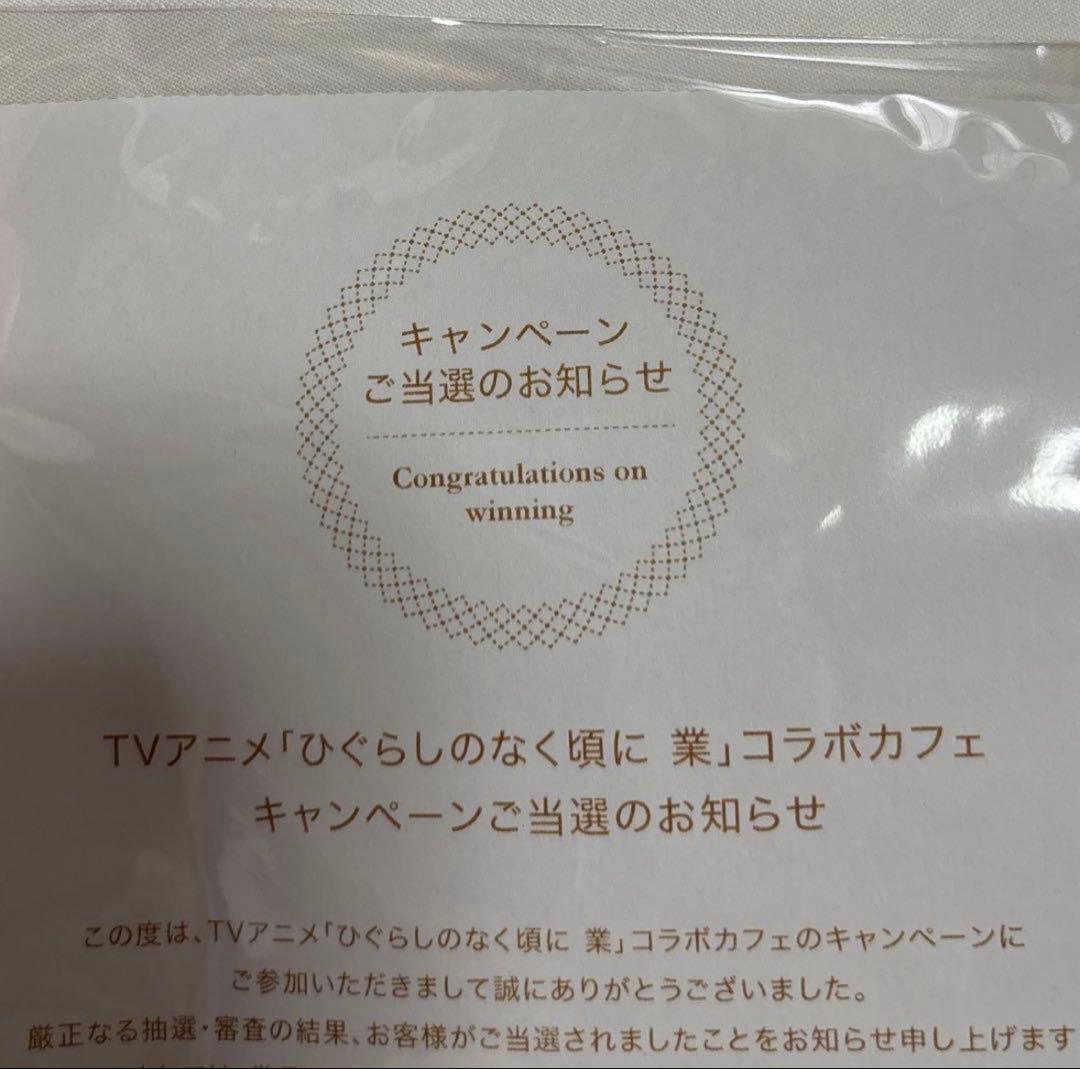 キャンペーン
ご当選のお知らせ
Congratulations on
winning
TVアニメ「ひぐらしのなく頃に 業」コラボカフェ
キャンペーンご当選のお知らせ
この度は、TVアニメ「ひぐらしのなく頃に 業」コラボカフェのキャンペーンに
ご参加いただきまして誠にありがとうございました。
厳正なる抽選・審査の結果、お客様がご当選されましたことをお知らせ申し上げます